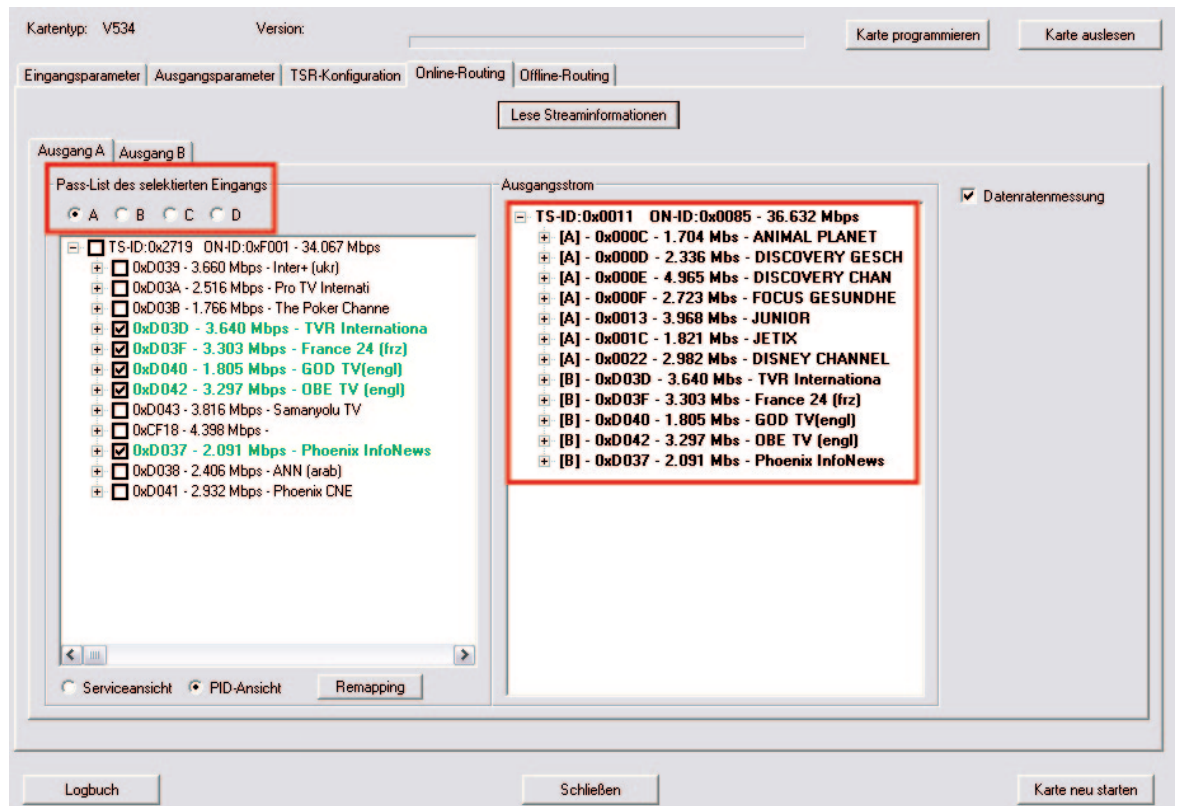 Kartentyp: V534 Version: Karte programmieren Karte auslesen
Eingangsparameter Ausgangsparameter TSR-Konfiguration Online-Routing Offline-Routing
Lese Streaminformationen
Ausgang A Ausgang B
Pass-List des selektierten Eingangs
A B C D
TS-ID:0x2719 ON-ID:0xF001 - 34.067 Mbps
0xD039 - 3.660 Mbps - Inter+ (ukr)
0xD03A - 2.516 Mbps - Pro TV Internati
0xD03B - 1.766 Mbps - The Poker Channe
0xD03D - 3.640 Mbps - TVR Internationa
0xD03F - 3.303 Mbps - France 24 (frz)
0xD040 - 1.805 Mbps - GOD TV(engl)
0xD042 - 3.297 Mbps - OBE TV (engl)
0xD043 - 3.816 Mbps - Samanyolu TV
0xCF18 - 4.398 Mbps -
0xD037 - 2.091 Mbps - Phoenix InfoNews
0xD038 - 2.406 Mbps - ANN (arab)
0xD041 - 2.932 Mbps - Phoenix CNE
Serviceansicht PID-Ansicht Remapping
Ausgangsstrom
TS-ID:0x0011 ON-ID:0x0085 - 36.632 Mbps
[A] - 0x000C - 1.704 Mbs - ANIMAL PLANET
[A] - 0x000D - 2.336 Mbs - DISCOVERY GESCH
[A] - 0x000E - 4.965 Mbs - DISCOVERY CHAN
[A] - 0x000F - 2.723 Mbs - FOCUS GESUNDHE
[A] - 0x0013 - 3.968 Mbs - JUNIOR
[A] - 0x001C - 1.821 Mbs - JETIX
[A] - 0x0022 - 2.982 Mbs - DISNEY CHANNEL
[B] - 0xD03D - 3.640 Mbs - TVR Internationa
[B] - 0xD03F - 3.303 Mbs - France 24 (frz)
[B] - 0xD040 - 1.805 Mbs - GOD TV(engl)
[B] - 0xD042 - 3.297 Mbs - OBE TV (engl)
[B] - 0xD037 - 2.091 Mbs - Phoenix InfoNews
Datenratenmessung
Logbuch Schließen Karte neu starten